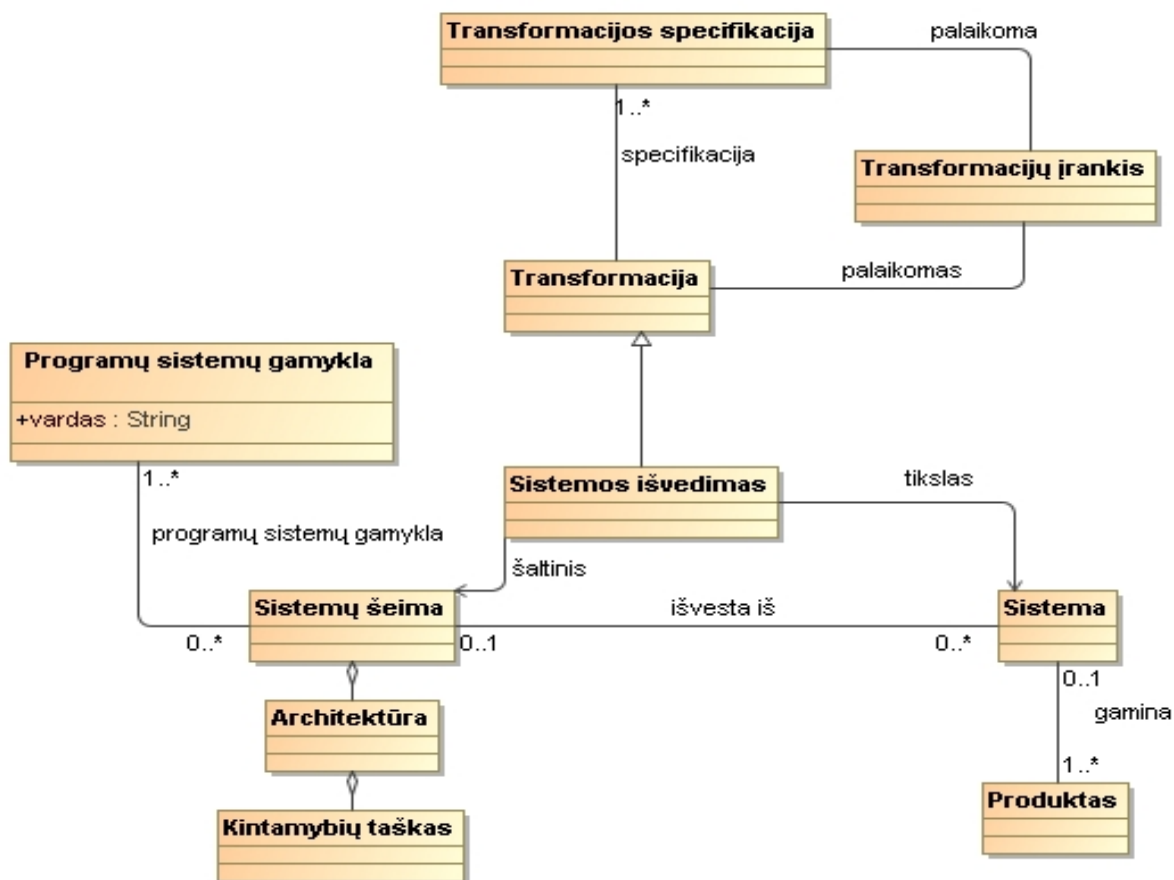 Transformacijos specifikacija
palaikoma
1..*
specifikacija
Transformacijų įrankis
Transformacija
palaikomas
Programų sistemų gamykla
+vardas : String
1..*
Sistemos išvedimas
tikslas
programų sistemų gamykla
šaltinis
Sistemų šeima
išvesta iš
Sistema
0..*
0..1
0..*
0..1
Architektūra
gamina
1..*
Produktas
Kintamybių taškas